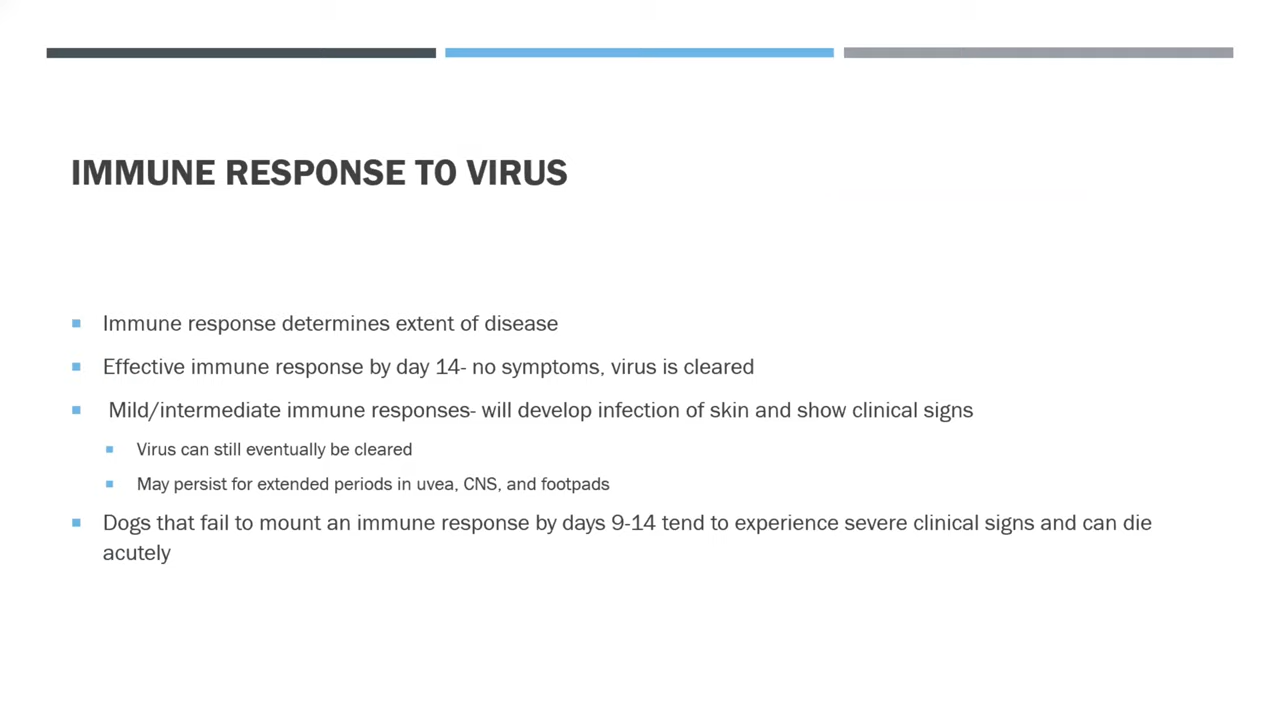 IMMUNE RESPONSE TO VIRUS
Immune response determines extent of disease
Effective immune response by day 14- no symptoms, virus is cleared
Mild/intermediate immune responses- will develop infection of skin and show clinical signs
Virus can still eventually be cleared
May persist for extended periods in uvea, CNS, and footpads
Dogs that fail to mount an immune response by days 9-14 tend to experience severe clinical signs and can die
acutely